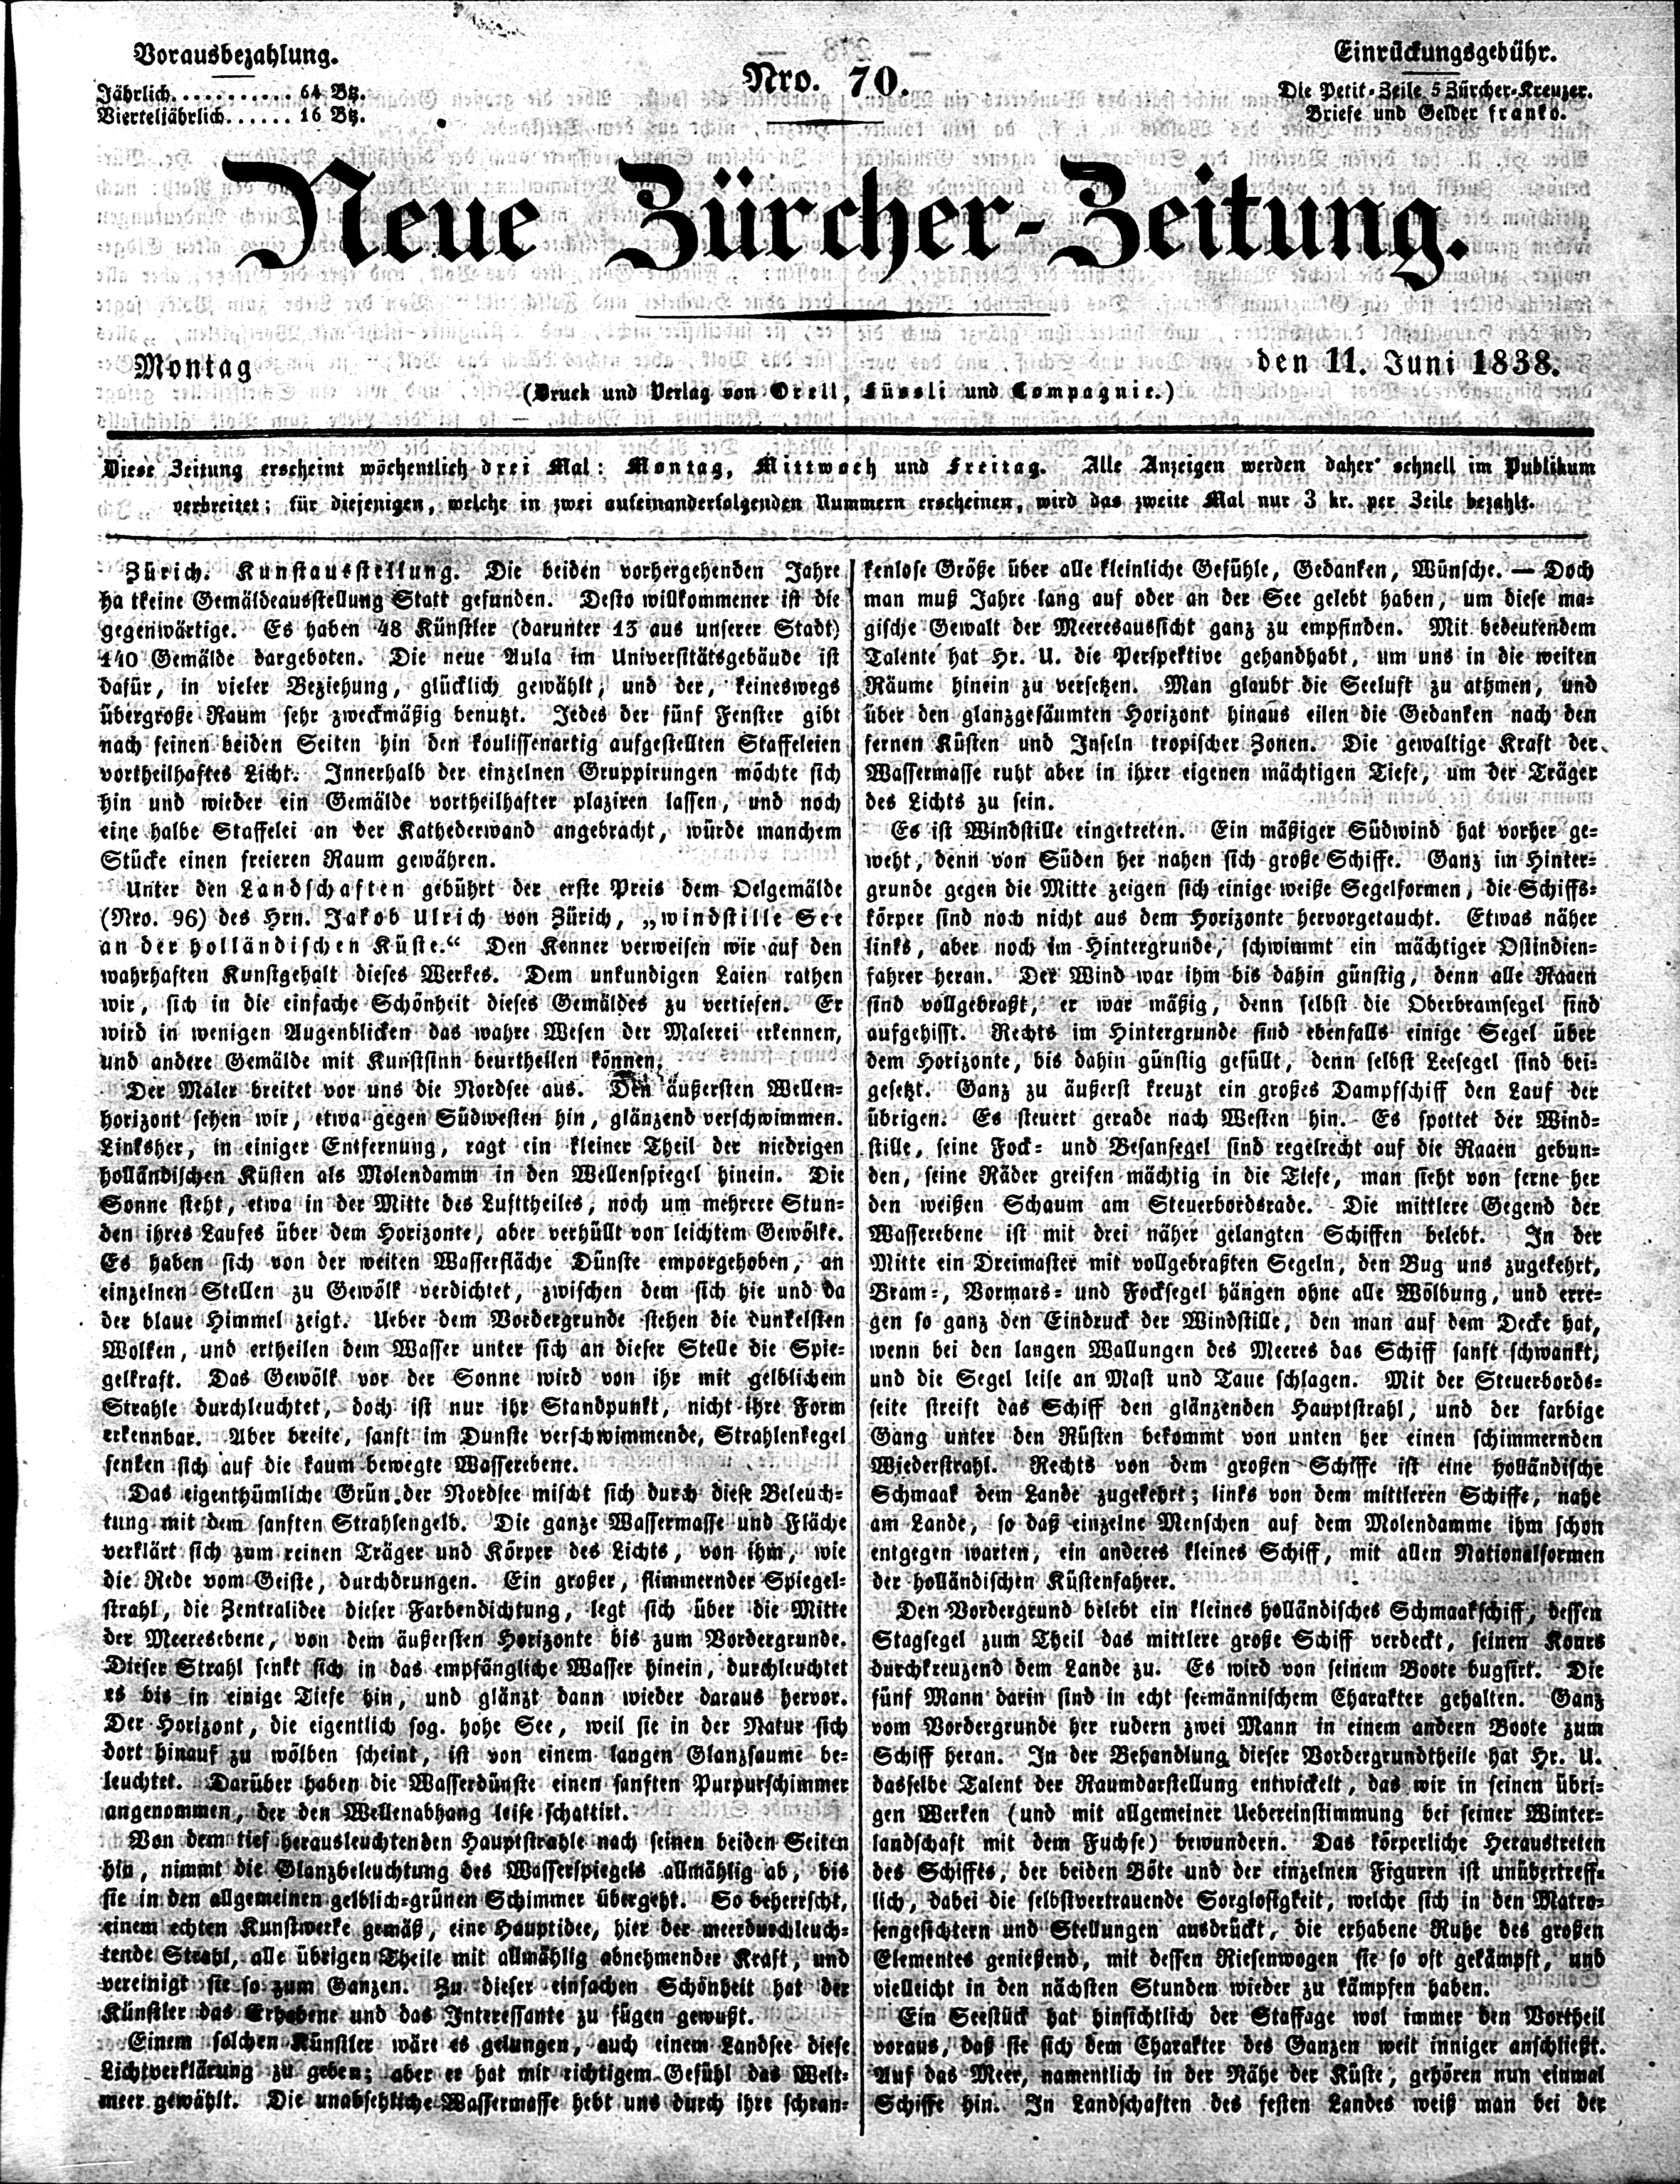 Vorausbezahlung.
Jährlich........... 64 Btz.
Vierteljährlich...... 16 Btz.
Nro. 70.
Einrückungsgebühr.
Die Petit-Zeile 5 Zürcher-Kreuzer.
Briefe und Gelder franko.
Neue Zürcher-Zeitung.
Montag
den 11. Juni 1838.
(Druck und Verlag von Orell, Füssli und Compagnie.)
Diese Zeitung erscheint wöchentlich drei Mal: Montag, Mittwoch und Freitag. Alle Anzeigen werden daher schnell im Publikum
verbreitet; für diejenigen, welche in zwei aufeinanderfolgenden Nummern erscheinen, wird das zweite Mal nur 3 kr. per Zeile bezahlt.
Zürich. Kunstausstellung. Die beiden vorhergehenden Jahre
ha tkeine Gemäldeausstellung Statt gefunden. Desto willkommener ist die
gegenwärtige. Es haben 48 Künstler (darunter 13 aus unserer Stadt)
140 Gemälde dargeboten. Die neue Aula im Universitätsgebäude ist
dafür, in vieler Beziehung, glücklich gewählt, und der, keineswegs
übergroße Raum sehr zweckmäßig benutzt. Jedes der fünf Fenster gibt
nach seinen beiden Seiten hin den koulissenartig aufgestellten Staffeleien
vortheilhaftes Licht. Innerhalb der einzelnen Gruppirungen möchte sich
hin und wieder ein Gemälde vortheilhafter plaziren lassen, und noch
eine halbe Staffelei an der Kathederwand angebracht, würde manchem
Stücke einen freieren Raum gewähren.
Unter den Landschaften gebührt der erste Preis dem Oelgemälde
(Nro. 96) des Hrn. Jakob Ulrich von Zürich, „windstille See
an der holländischen Küste.“ Den Kenner verweisen wir auf den
wahrhaften Kunstgehalt dieses Werkes. Dem unkundigen Laien rathen
wir, sich in die einfache Schönheit dieses Gemäldes zu vertiefen. Er
wird in wenigen Augenblicken das wahre Wesen der Malerei erkennen,
und andere Gemälde mit Kunstsinn beurtheilen können.
Der Maler breitet vor uns die Nordsee aus. Den äußersten Wellen-
horizont sehen wir, etwa gegen Südwesten hin, glänzend verschwimmen.
Linksher, in einiger Entfernung, ragt ein kleiner Theil der niedrigen
holländischen Küsten als Molendamm in den Wellenspiegel hinein. Die
Sonne steht, etwa in der Mitte des Lufttheiles, noch um mehrere Stun-
den ihres Laufes über dem Horizonte, aber verhüllt von leichtem Gewölke.
Es haben sich von der weiten Wasserfläche Dünste emporgehoben, an
einzelnen Stellen zu Gewölk verdichtet, zwischen dem sich hie und da
der blaue Himmel zeigt. Ueber dem Vordergrunde stehen die dunkelsten
Wolken, und ertheilen dem Wasser unter sich an dieser Stelle die Spie-
gelkraft. Das Gewölk vor der Sonne wird von ihr mit gelblichem
Strahle durchleuchtet, doch ist nur ihr Standpunkt, nicht ihre Form
erkennbar. Aber breite, sanft im Dunste verschwimmende, Strahlenkegel
senken sich auf die kaum bewegte Wasserebene.
Das eigenthümliche Grün der Nordsee mischt sich durch diese Beleuch-
tung mit dem sanften Strahlengelb. Die ganze Wassermasse und Fläche
verklärt sich zum reinen Träger und Körper des Lichts, von ihm, wie
die Rede vom Geiste, durchdrungen. Ein großer, flimmernder Spiegel-
strahl, die Zentralidee dieser Farbendichtung, legt sich über die Mitte
der Meeresebene, von dem äußersten Horizonte bis zum Vordergrunde.
Dieser Strahl senkt sich in das empfängliche Wasser hinein, durchleuchtet
es bis in einige Tiefe hin, und glänzt dann wieder daraus hervor.
Der Horizont, die eigentlich sog. hohe See, weil sie in der Natur sich
dort hinauf zu wölben scheint, ist von einem langen Glanzsaume be-
leuchtet. Darüber haben die Wasserdünste einen sanften Purpurschimmer
angenommen, der den Wellenabhang leise schattirt.
Von dem tief herausleuchtenden Hauptstrahle nach seinen beiden Seiten
hin, nimmt die Glanzbeleuchtung des Wasserspiegels allmählig ab, bis
sie in den allgemeinen gelblich-grünen Schimmer übergeht. So beherrscht,
einem echten Kunstwerke gemäß, eine Hauptidee, hier der meerdurchleuch-
tende Strahl, alle übrigen Theile mit allmählig abnehmender Kraft, und
vereinigt sie so zum Ganzen. Zu dieser einfachen Schönheit hat der
Künstler das Erhabene und das Interessante zu fügen gewußt.
Einem solchen Künstler wäre es gelungen, auch einem Landsee diese
Lichtverklärung zu geben; aber er hat mit richtigem Gefühl das Welt-
meer gewählt. Die unabsehliche Wassermasse hebt uns durch ihre schran-
kenlose Größe über alle kleinliche Gefühle, Gedanken, Wünsche. — Doch
man muß Jahre lang auf oder an der See gelebt haben, um diese ma-
gische Gewalt der Meeresaussicht ganz zu empfinden. Mit bedeutendem
Talente hat Hr. U. die Perspektive gehandhabt, um uns in die weiten
Räume hinein zu versetzen. Man glaubt die Seeluft zu athmen, und
über den glanzgesäumten Horizont hinaus eilen die Gedanken nach den
fernen Küsten und Inseln tropischer Zonen. Die gewaltige Kraft der
Wassermasse ruht aber in ihrer eigenen mächtigen Tiefe, um der Träger
des Lichts zu sein.
Es ist Windstille eingetreten. Ein mäßiger Südwind hat vorher ge-
weht, denn von Süden her nahen sich große Schiffe. Ganz im Hinter-
grunde gegen die Mitte zeigen sich einige weiße Segelformen, die Schiffs-
körper sind noch nicht aus dem Horizonte hervorgetaucht. Etwas näher
links, aber noch im Hintergrunde, schwimmt ein mächtiger Ostindien-
fahrer heran. Der Wind war ihm bis dahin günstig, denn alle Raaen
sind vollgebraßt, er war mäßig, denn selbst die Oberbramsegel sind
aufgehisst. Rechts im Hintergrunde sind ebenfalls einige Segel über
dem Horizonte, bis dahin günstig gefüllt, denn selbst Leesegel sind bei-
gesetzt. Ganz zu äußerst kreuzt ein großes Dampfschiff den Lauf der
übrigen. Es steuert gerade nach Westen hin. Es spottet der Wind-
stille, seine Fock- und Besansegel sind regelrecht auf die Raaen gebun-
den, seine Räder greifen mächtig in die Tiefe, man sieht von ferne her
den weißen Schaum am Steuerbordsrade. Die mittlere Gegend der
Wasserebene ist mit drei näher gelangten Schiffen belebt. In der
Mitte ein Dreimaster mit vollgebraßten Segeln, den Bug uns zugekehrt,
Bram-, Vormars- und Focksegel hängen ohne alle Wölbung, und erre-
gen so ganz den Eindruck der Windstille, den man auf dem Decke hat,
wenn bei den langen Wallungen des Meeres das Schiff sanft schwankt,
und die Segel leise an Mast und Taue schlagen. Mit der Steuerbords-
seite streift das Schiff den glänzenden Hauptstrahl, und der farbige
Gang unter den Rüsten bekommt von unten her einen schimmernden
Wiederstrahl. Rechts von dem großen Schiffe ist eine holländische
Schmaak dem Lande zugekehrt; links von dem mittleren Schiffe, nahe
am Lande, so daß einzelne Menschen auf dem Molendamme ihm schon
entgegen warten, ein anderes kleines Schiff, mit allen Nationalformen
der holländischen Küstenfahrer.
Den Vordergrund belebt ein kleines holländisches Schmaakschiff, dessen
Stagsegel zum Theil das mittlere große Schiff verdeckt, seinen Kours
durchkreuzend dem Lande zu. Es wird von seinem Boote bugsirt. Die
fünf Mann darin sind in echt seemännischem Charakter gehalten. Ganz
vom Vordergrunde her rudern zwei Mann in einem andern Boote zum
Schiff heran. In der Behandlung dieser Vordergrundtheile hat Hr. U.
dasselbe Talent der Raumdarstellung entwickelt, das wir in seinen übri-
gen Werken (und mit allgemeiner Uebereinstimmung bei seiner Winter-
landschaft mit dem Fuchse) bewundern. Das körperliche Heraustreten
des Schiffes, der beiden Böte und der einzelnen Figuren ist unübertreff-
lich, dabei die selbstvertrauende Sorglosigkeit, welche sich in den Matro-
sengesichtern und Stellungen ausdrückt, die erhabene Ruhe des großen
Elementes genießend, mit dessen Riesenwogen sie so oft gekämpft, und
vielleicht in den nächsten Stunden wieder zu kämpfen haben.
Ein Seestück hat hinsichtlich der Staffage wol immer den Vortheil
voraus, daß sie sich dem Charakter des Ganzen weit inniger anschließt.
Auf das Meer, namentlich in der Nähe der Küste, gehören nun einmal
Schiffe hin. In Landschaften des festen Landes weiß man bei der